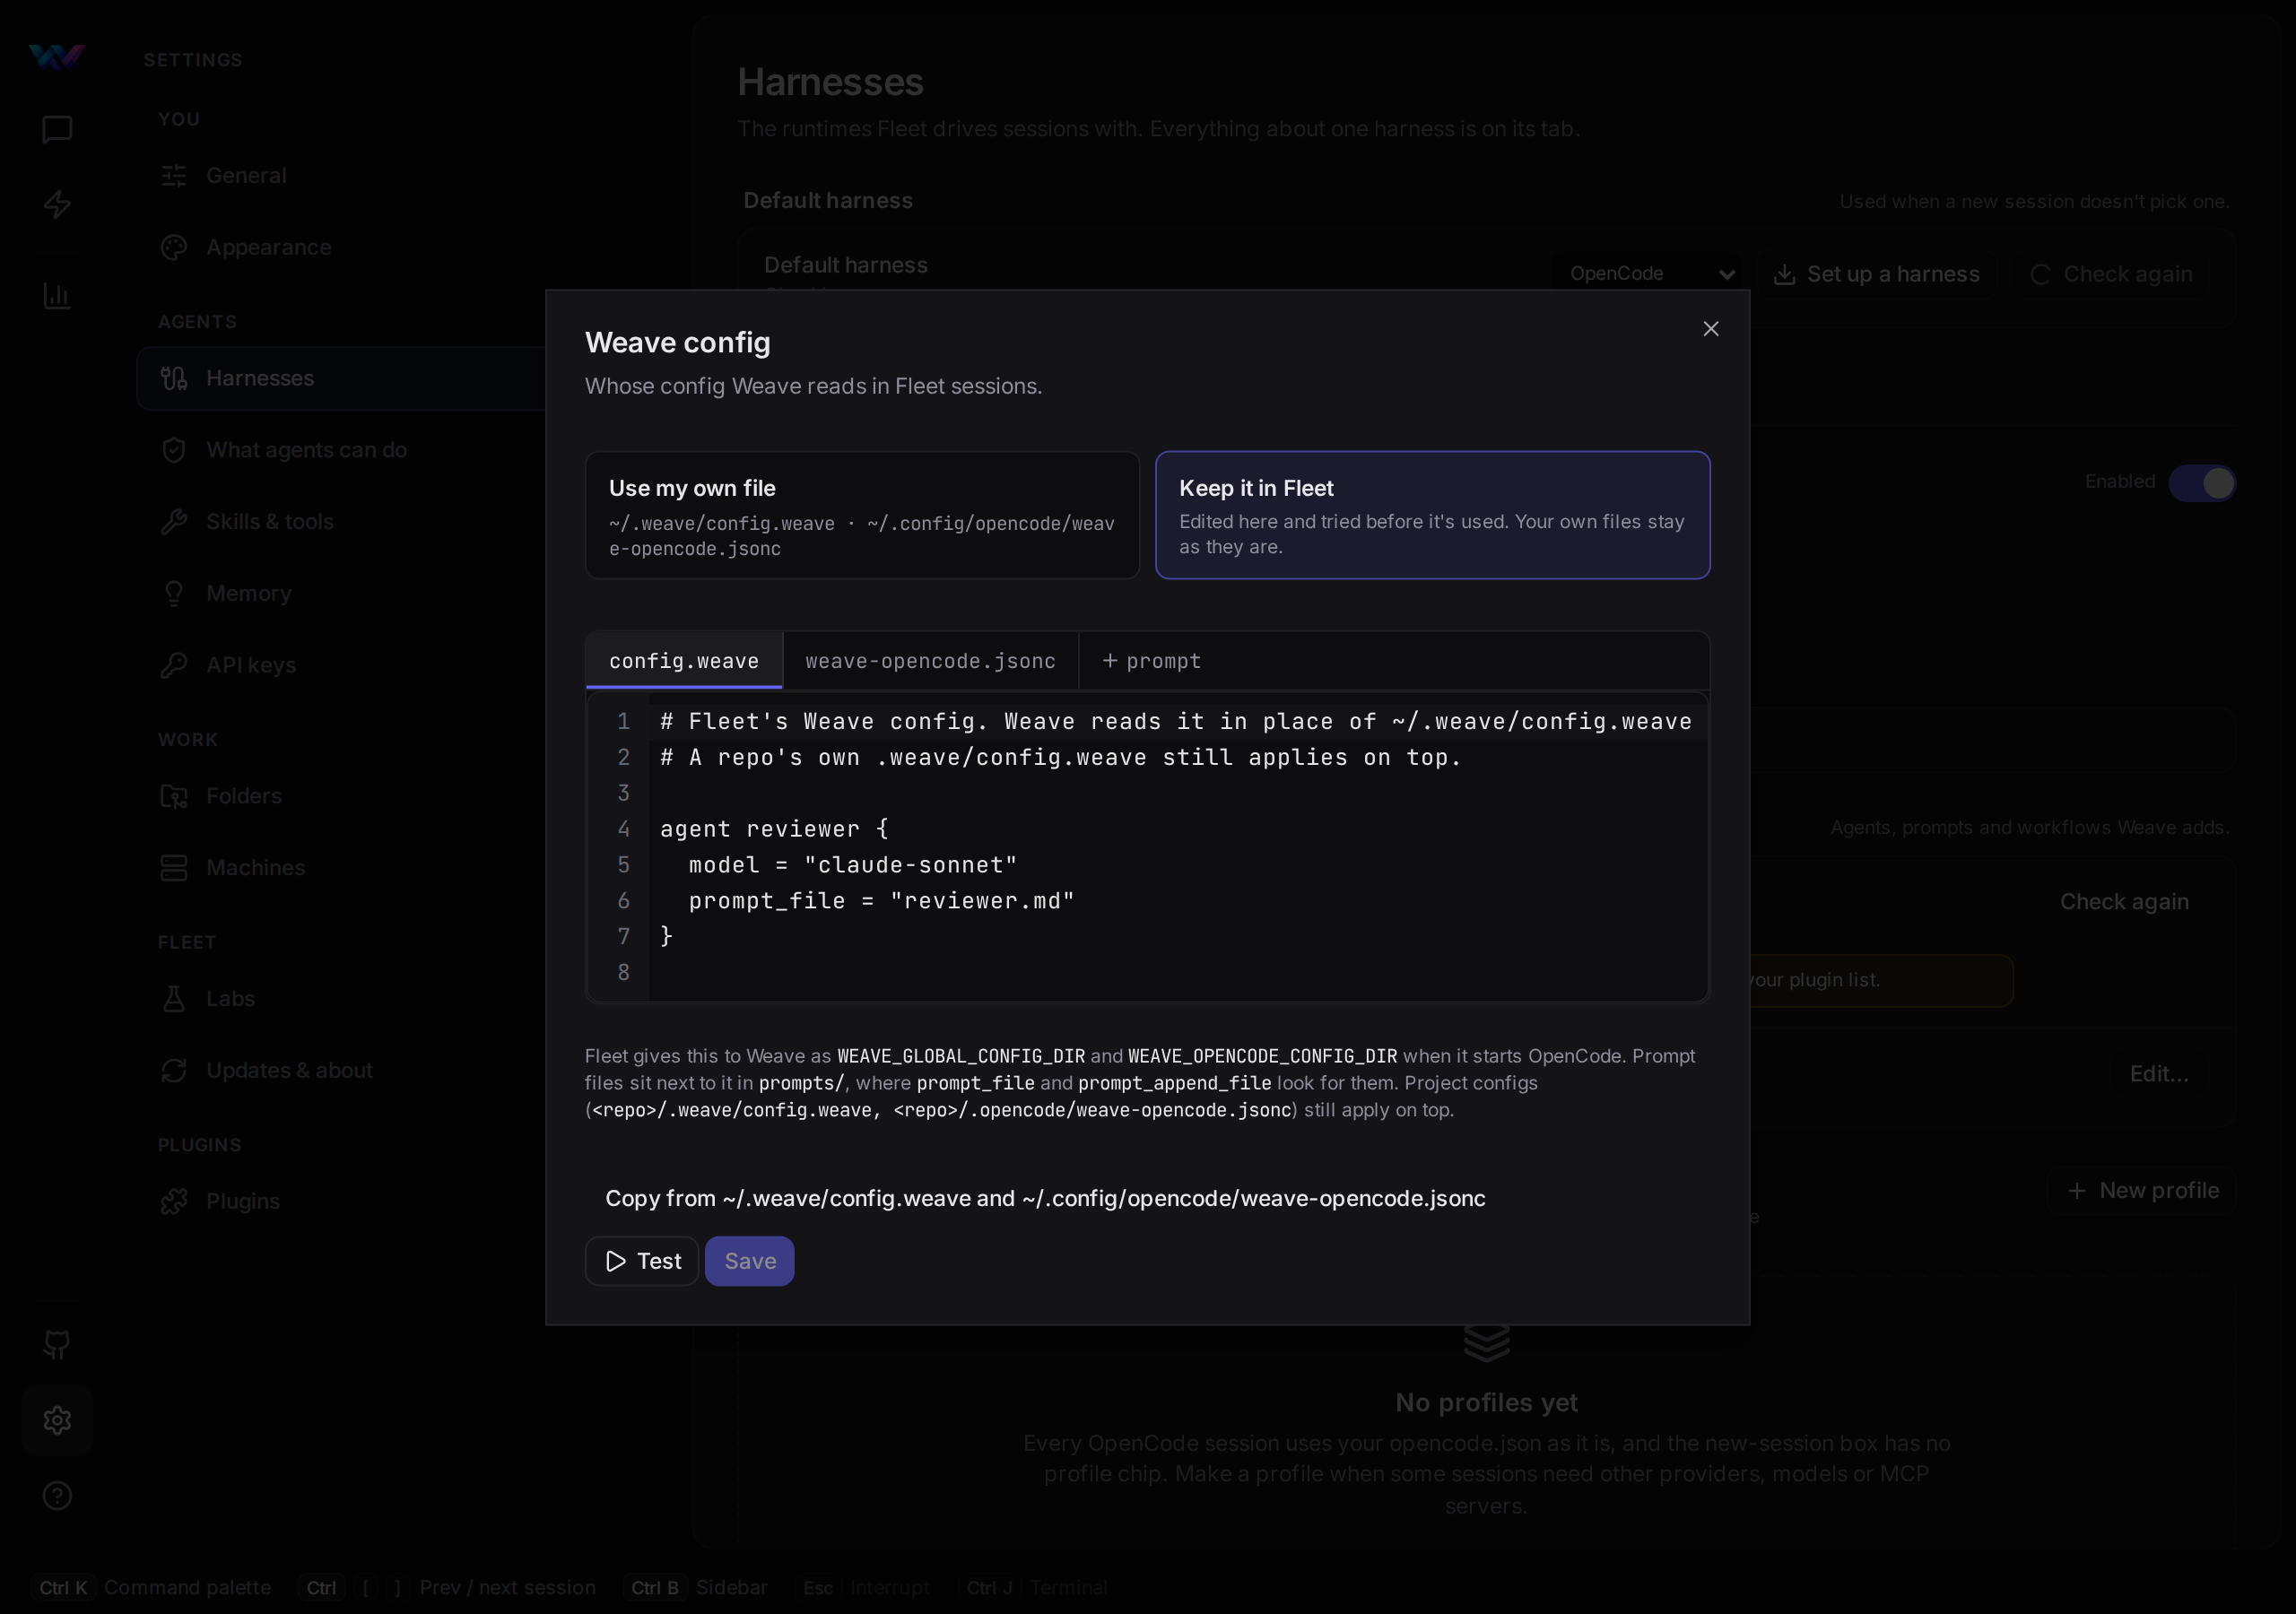 SETTINGS
YOU
General
Appearance
AGENTS
Harnesses
What agents can do
Skills & tools
Memory
API keys
WORK
Folders
Machines
FLEET
Labs
Updates & about
PLUGINS
Plugins
Harnesses
The runtimes Fleet drives sessions with. Everything about one harness is on its tab.
Default harness
Used when a new session doesn't pick one.
Default harness
OpenCode
Set up a harness
Check again
Enabled
Weave config
Whose config Weave reads in Fleet sessions.
Use my own file
~/.weave/config.weave · ~/.config/opencode/weav
e-opencode.jsonc
Keep it in Fleet
Edited here and tried before it's used. Your own files stay
as they are.
config.weave
weave-opencode.jsonc
+ prompt
1 # Fleet's Weave config. Weave reads it in place of ~/.weave/config.weave
2 # A repo's own .weave/config.weave still applies on top.
3
4 agent reviewer {
5   model = "claude-sonnet"
6   prompt_file = "reviewer.md"
7 }
8
Fleet gives this to Weave as WEAVE_GLOBAL_CONFIG_DIR and WEAVE_OPENCODE_CONFIG_DIR when it starts OpenCode. Prompt
files sit next to it in prompts/, where prompt_file and prompt_append_file look for them. Project configs
(<repo>/.weave/config.weave, <repo>/.opencode/weave-opencode.jsonc) still apply on top.
Copy from ~/.weave/config.weave and ~/.config/opencode/weave-opencode.jsonc
Test
Save
Agents, prompts and workflows Weave adds.
Check again
your plugin list.
Edit...
+ New profile
No profiles yet
Every OpenCode session uses your opencode.json as it is, and the new-session box has no
profile chip. Make a profile when some sessions need other providers, models or MCP
servers.
Ctrl K Command palette Ctrl [ ] Prev / next session Ctrl B Sidebar Esc Interrupt Ctrl J Terminal